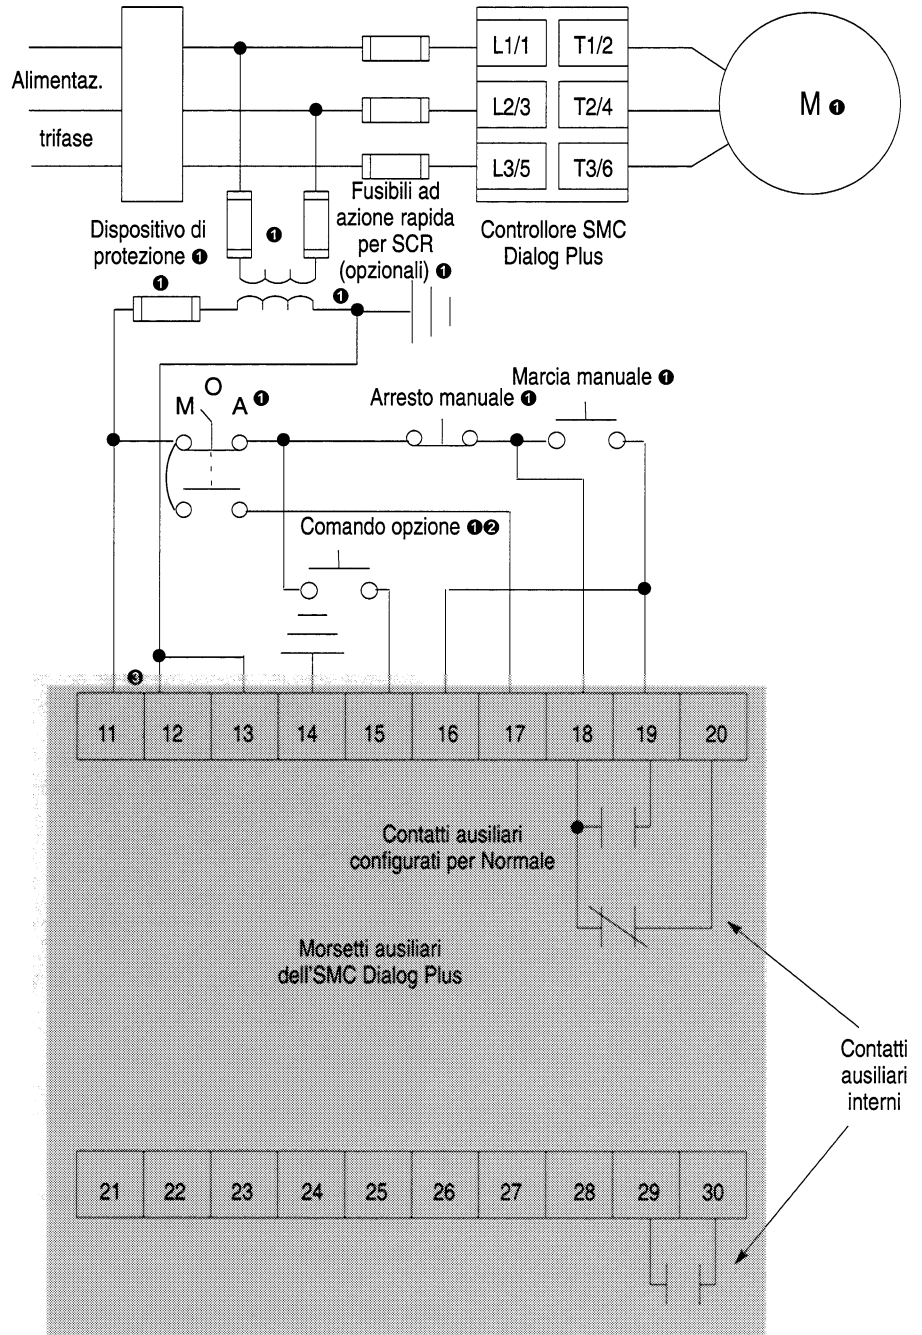 L1/1 T1/2
Alimentaz.
L2/3 T2/4
M ❶
trifase
L3/5 T3/6
Dispositivo di
protezione ❶
❶
❶
Fusibili ad
azione rapida
per SCR
(opzionali) ❶
Controllore SMC
Dialog Plus
❶
M O A ❶
Arresto manuale ❶
Marcia manuale ❶
Comando opzione ❶❷
❸
11 12 13 14 15 16 17 18 19 20
Contatti ausiliari
configurati per Normale
Morsetti ausiliari
dell'SMC Dialog Plus
Contatti
ausiliari
interni
21 22 23 24 25 26 27 28 29 30